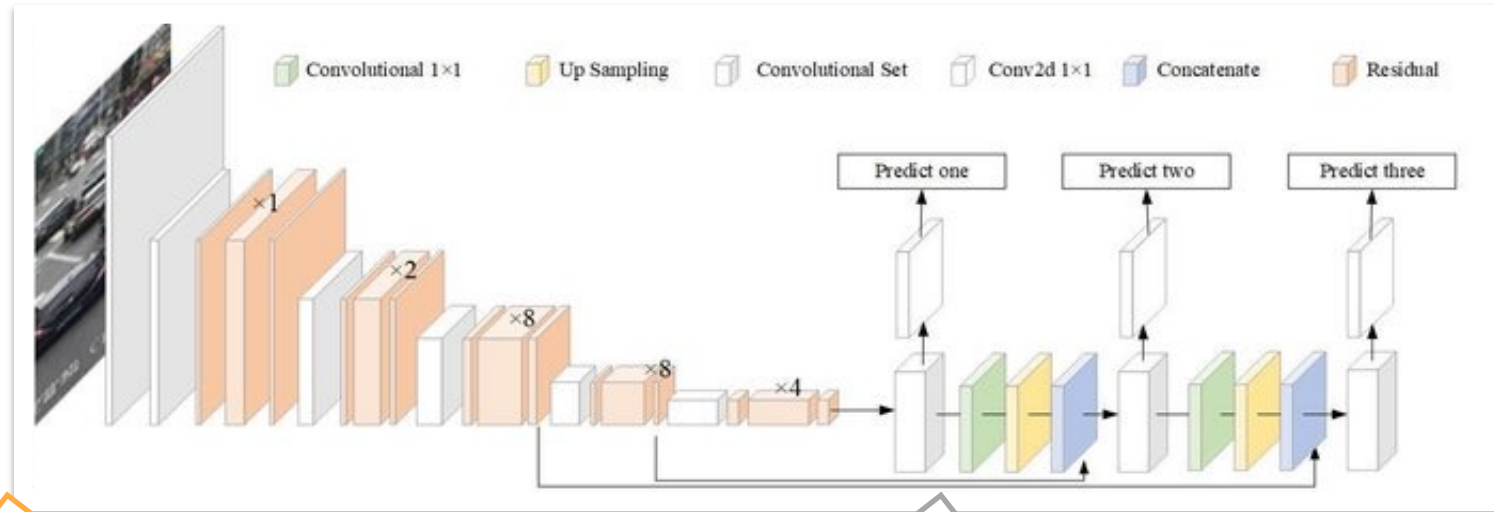 Convolutional 1×1 Up Sampling Convolutional Set Conv2d 1×1 Concatenate Residual
Predict one Predict two Predict three
×1
×2
×8
×8
×4